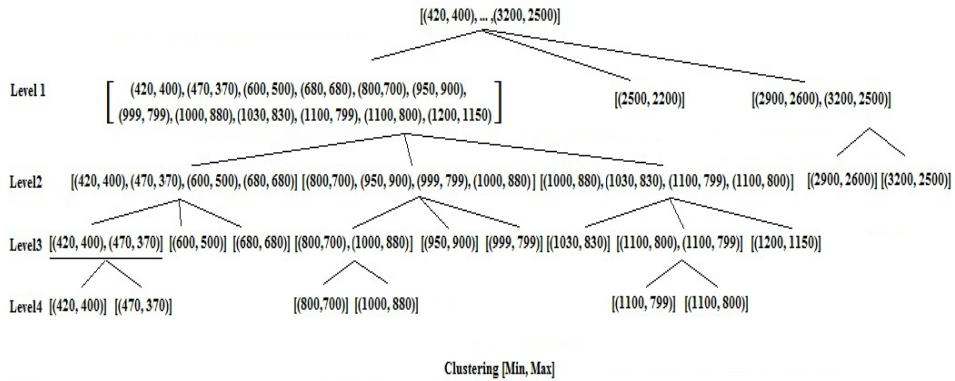 [(420, 400), ... ,(3200, 2500)]
Level 1
(420, 400), (470, 370), (600, 500), (680, 680), (800,700), (950, 900),
(999, 799), (1000, 880), (1030, 830), (1100, 799), (1100, 800), (1200, 1150)
[(2500, 2200)] [(2900, 2600), (3200, 2500)]
Level2 [(420, 400), (470, 370), (600, 500), (680, 680)] [(800,700), (950, 900), (999, 799), (1000, 880)] [(1000, 880), (1030, 830), (1100, 799), (1100, 800)] [(2900, 2600)] [(3200, 2500)]
Level3 [(420, 400), (470, 370)] [(600, 500)] [(680, 680)] [(800,700), (1000, 880)] [(950, 900)] [(999, 799)] [(1030, 830)] [(1100, 800), (1100, 799)] [(1200, 1150)]
Level4 [(420, 400)] [(470, 370)] [(800,700)] [(1000, 880)] [(1100, 799)] [(1100, 800)]
Clustering [Min, Max]